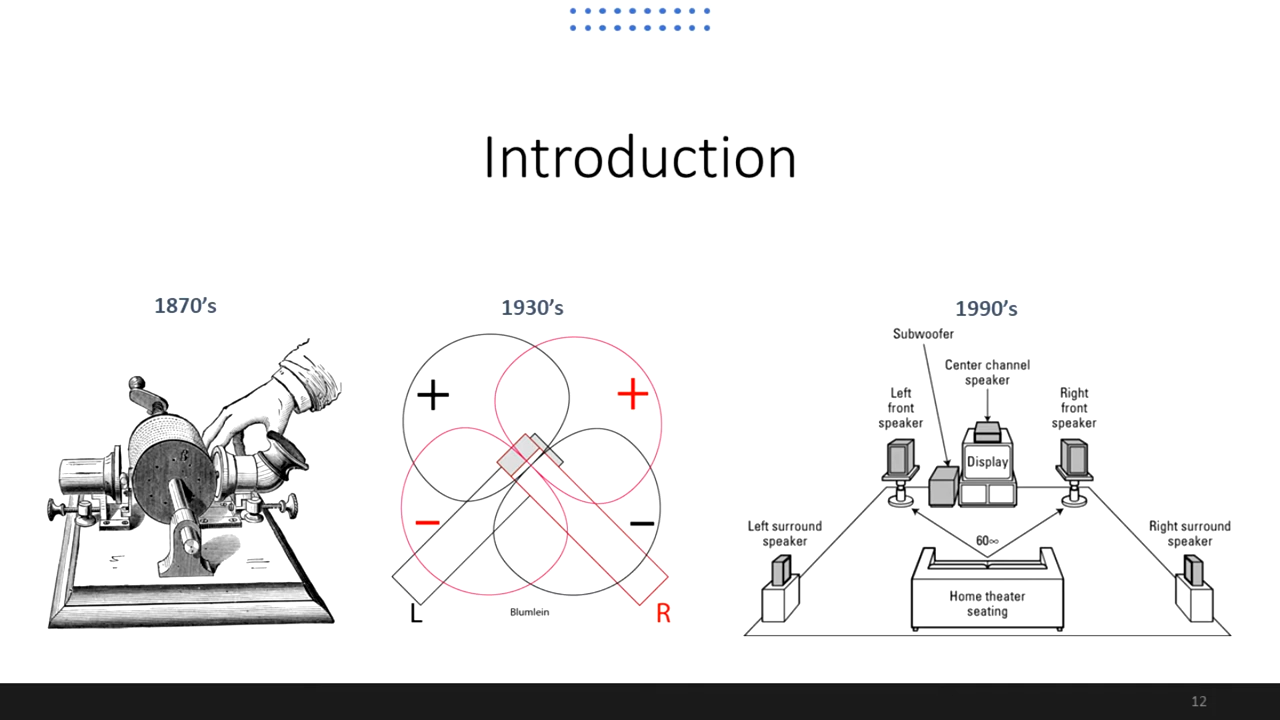 Introduction
1870’s
1930’s
+
+
−
−
L
Blumlein
R
1990’s
Subwoofer
Center channel
speaker
Left
front
speaker
Right
front
speaker
Display
Left surround
speaker
60∞
Right surround
speaker
Home theater
seating
12